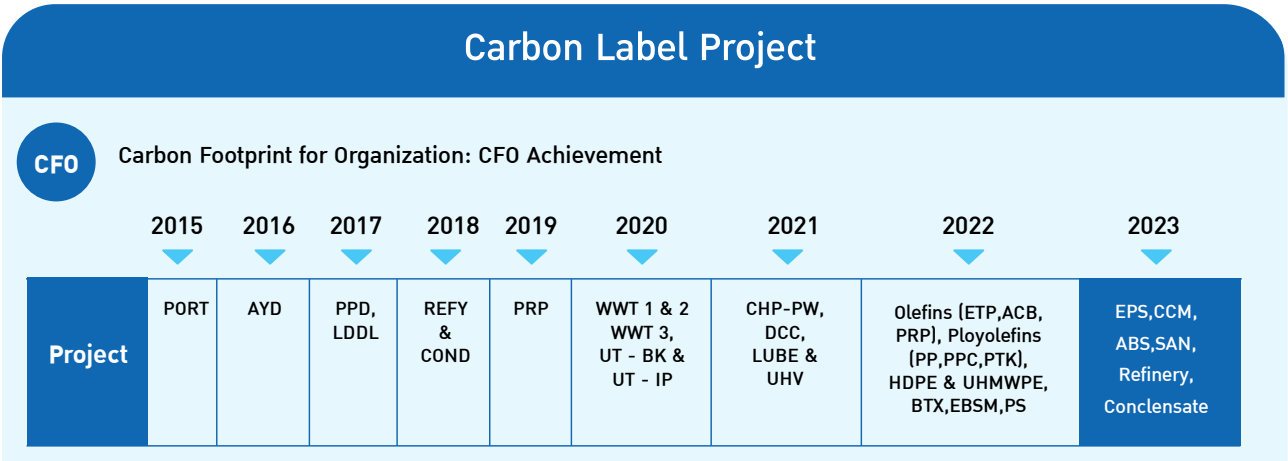 Carbon Label Project
CFO
Carbon Footprint for Organization: CFO Achievement
2015
2016
2017
2018
2019
2020
2021
2022
2023
Project
PORT
AYD
PPD,
LDDL
REFY
&
COND
PRP
WWT 1 & 2
WWT 3,
UT - BK &
UT - IP
CHP-PW,
DCC,
LUBE &
UHV
Olefins (ETP,ACB,
PRP), Ployolefins
(PP,PPC,PTK),
HDPE & UHMWPE,
BTX,EBSM,PS
EPS,CCM,
ABS,SAN,
Refinery,
Conclensate